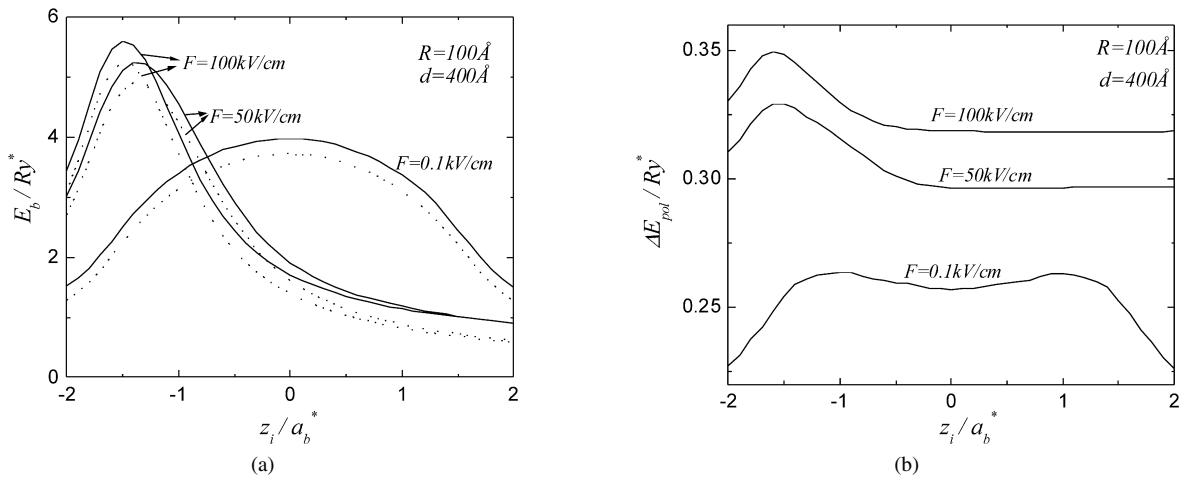 6
4
2
0
E_b / Ry*
R=100Å
d=400Å
F=100kV/cm
F=50kV/cm
F=0.1kV/cm
-2 -1 0 1 2
z_i / a_b*
(a)
0.35
0.30
0.25
ΔE_pol / Ry*
R=100Å
d=400Å
F=100kV/cm
F=50kV/cm
F=0.1kV/cm
-2 -1 0 1 2
z_i / a_b*
(b)